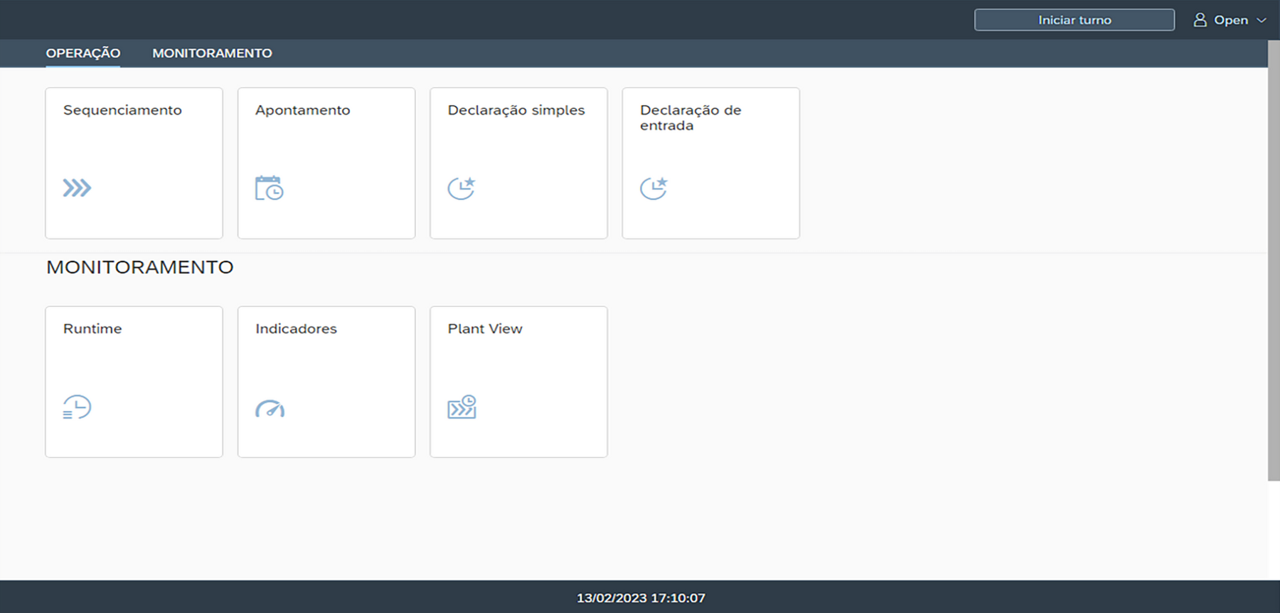 Iniciar turno
Open
OPERAÇÃO
MONITORAMENTO
Sequenciamento
Apontamento
Declaração simples
Declaração de
entrada
MONITORAMENTO
Runtime
Indicadores
Plant View
13/02/2023 17:10:07